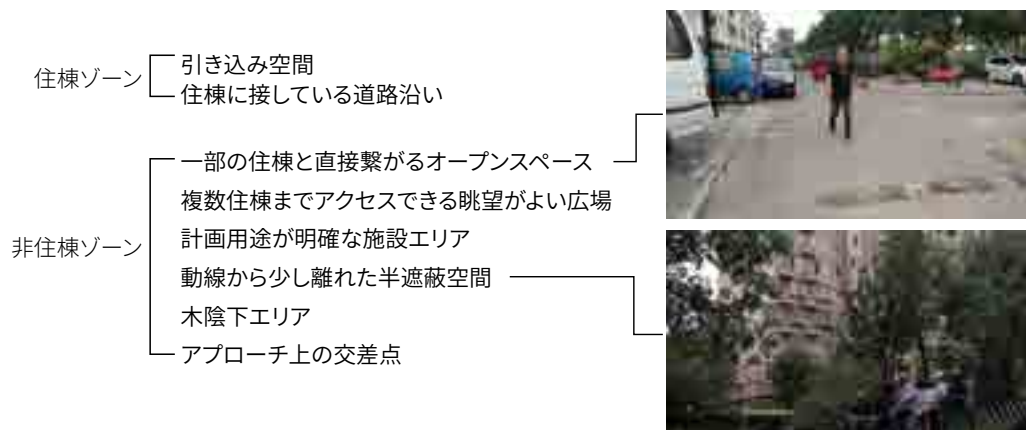 住棟ゾーン
引き込み空間
住棟に接している道路沿い
非住棟ゾーン
一部の住棟と直接繋がるオープンスペース
複数住棟までアクセスできる眺望がよい広場
計画用途が明確な施設エリア
動線から少し離れた半遮蔽空間
木陰下エリア
アプローチ上の交差点